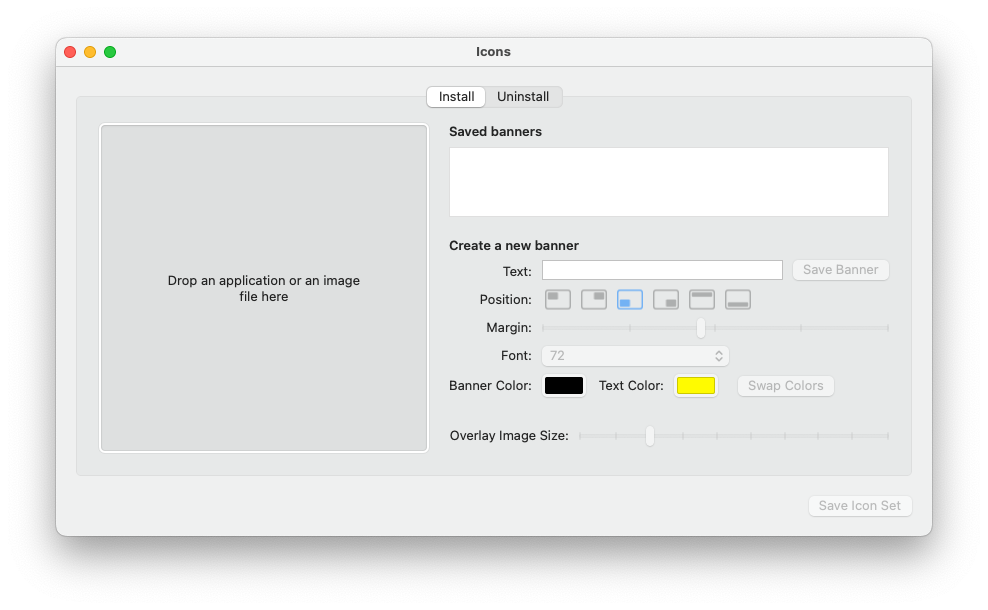 Icons
Install Uninstall
Drop an application or an image
file here
Saved banners
Create a new banner
Text: Save Banner
Position:
Margin:
Font: 72
Banner Color: Text Color: Swap Colors
Overlay Image Size:
Save Icon Set